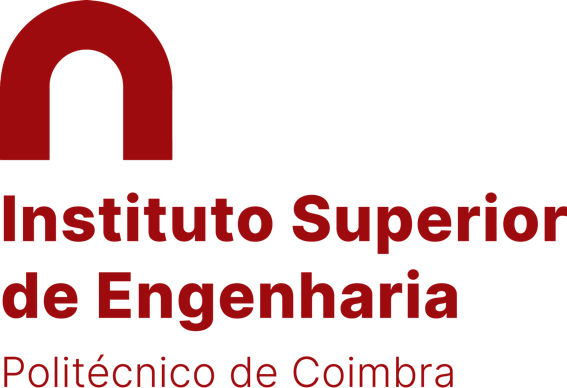 Instituto Superior
de Engenharia
Politécnico de Coimbra